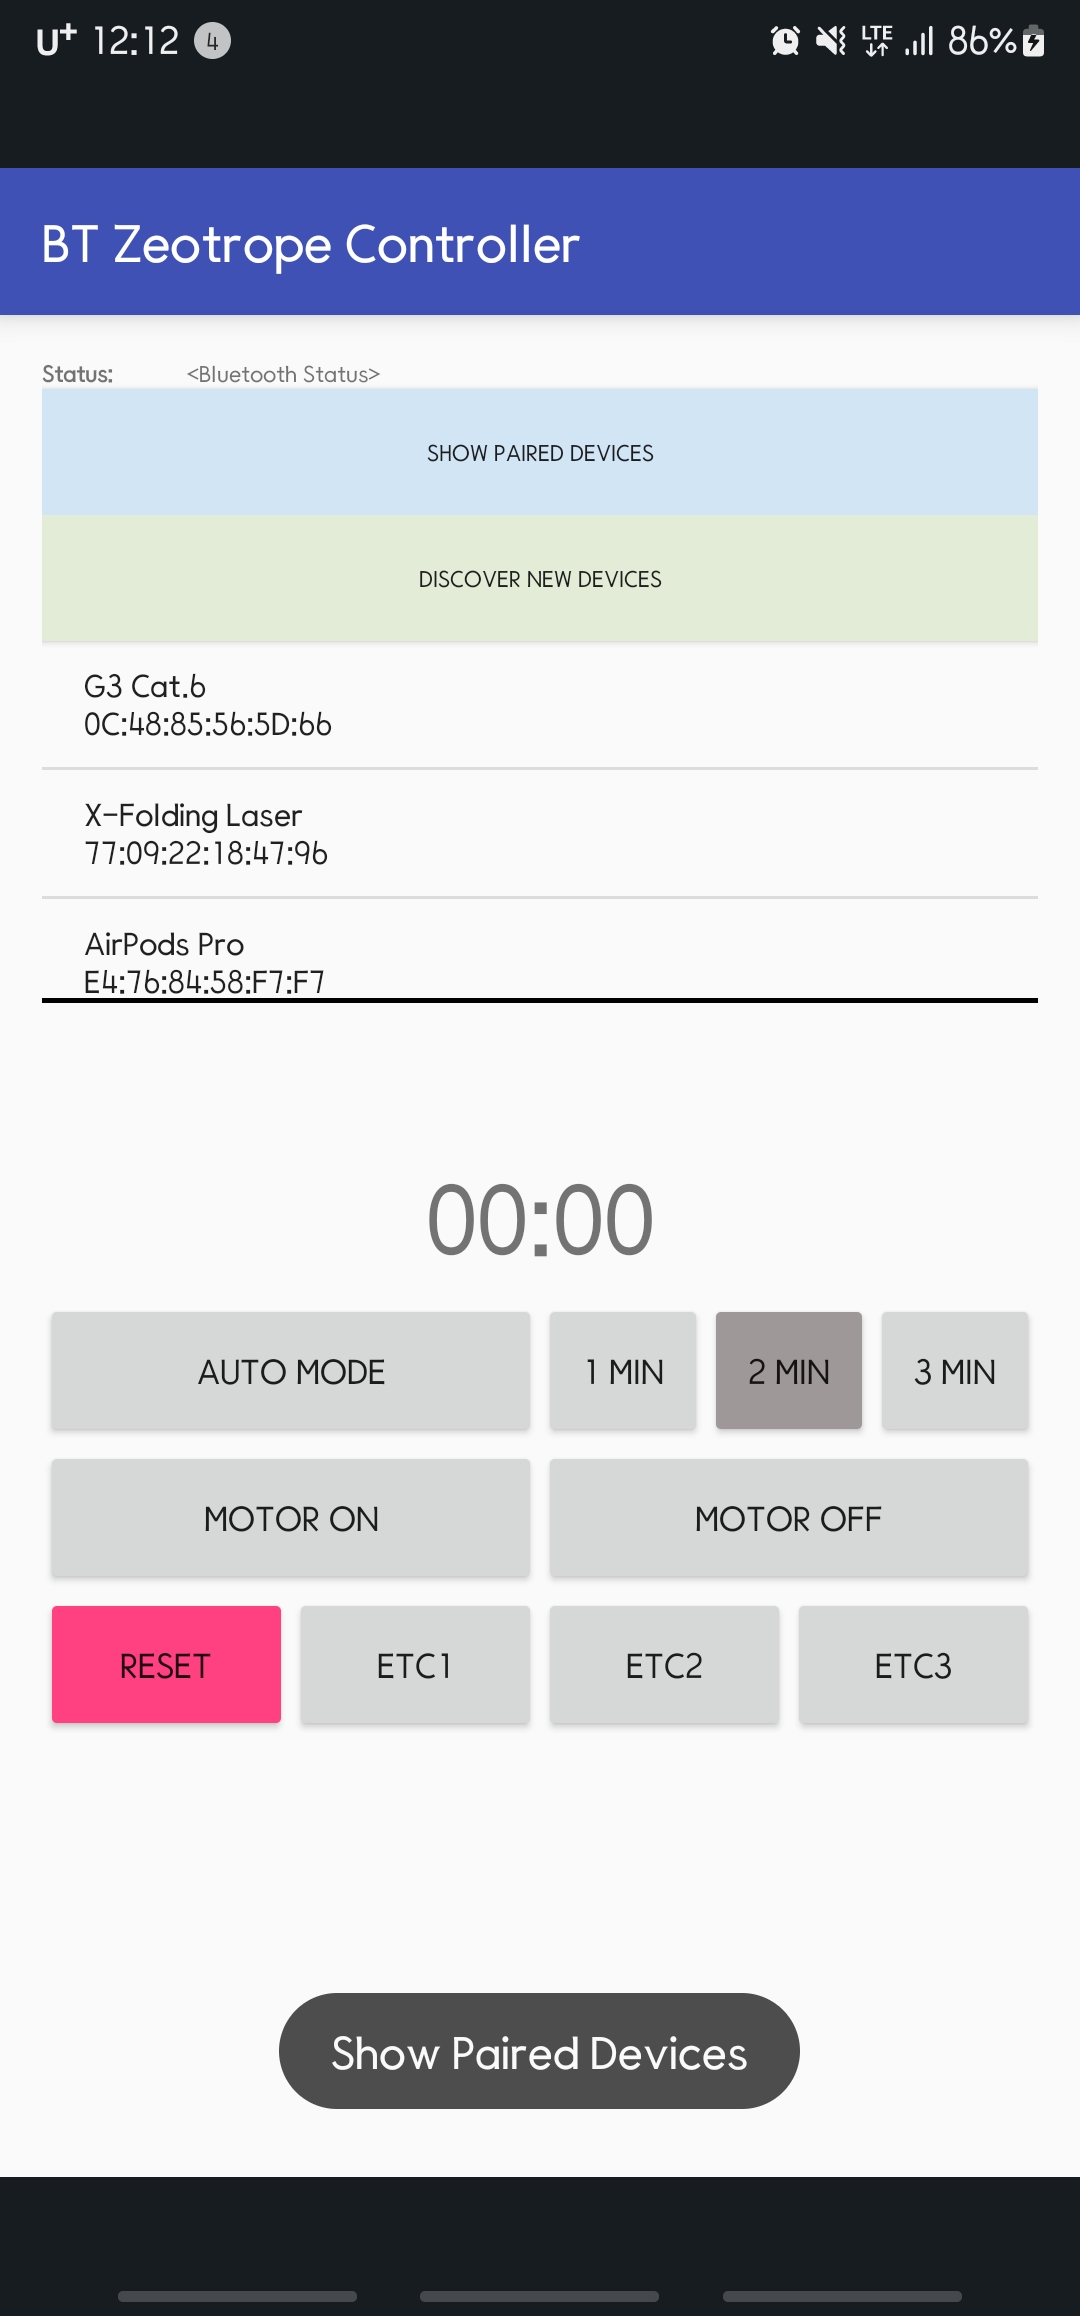 U+ 12:12 4 LTE 86%
BT Zeotrope Controller
Status: <Bluetooth Status>
SHOW PAIRED DEVICES
DISCOVER NEW DEVICES
G3 Cat.6
0C:48:85:56:5D:66
X-Folding Laser
77:09:22:18:47:96
AirPods Pro
E4:76:84:58:F7:F7
00:00
AUTO MODE 1 MIN 2 MIN 3 MIN
MOTOR ON MOTOR OFF
RESET ETC1 ETC2 ETC3
Show Paired Devices